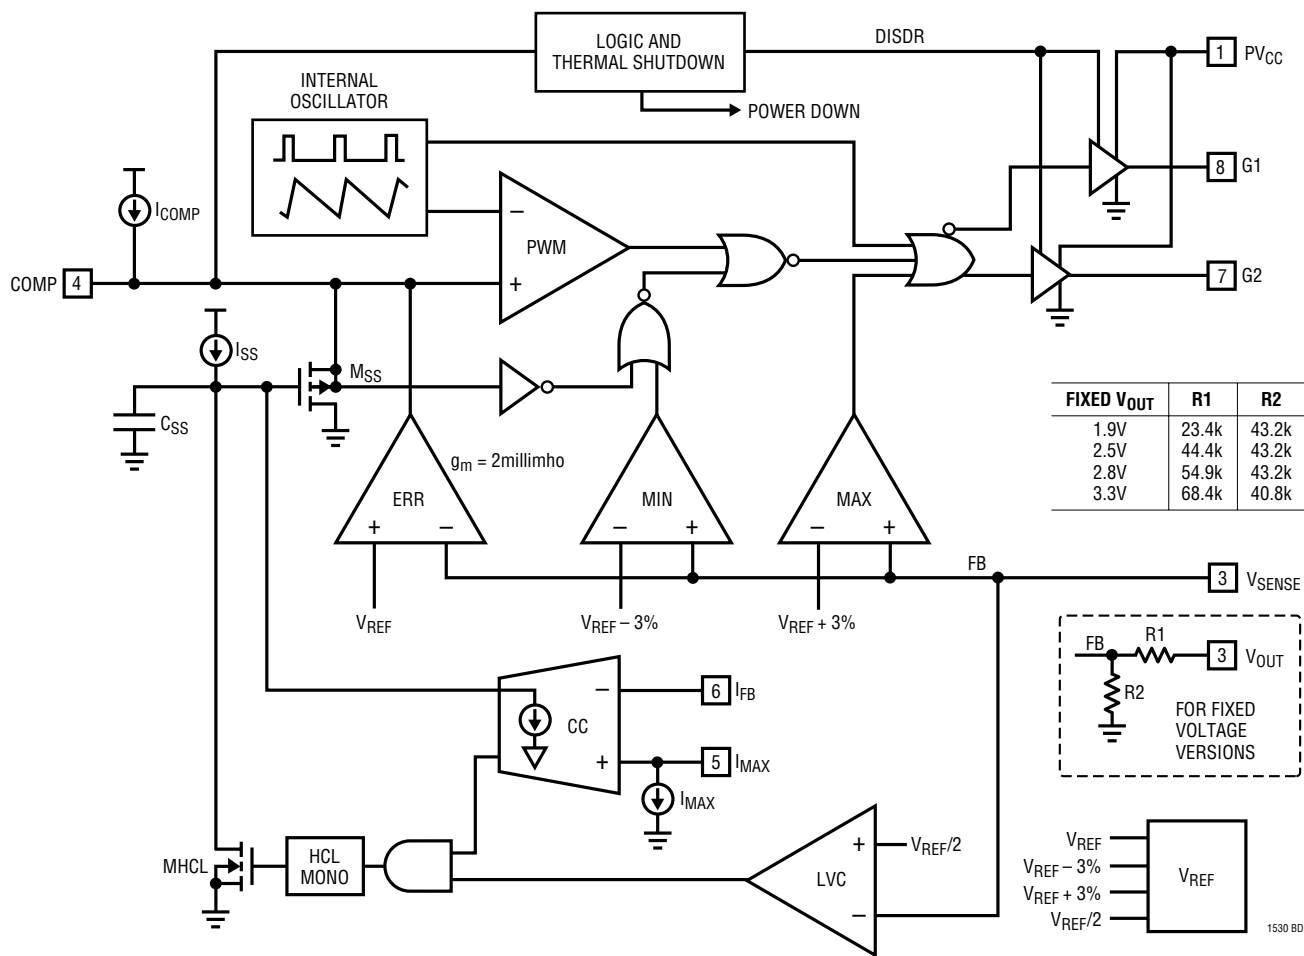 LOGIC AND
THERMAL SHUTDOWN
DISDR
1 PVCC
POWER DOWN
INTERNAL
OSCILLATOR
8 G1
ICOMP
PWM
−
+
COMP 4
7 G2
ISS
MSS
CSS
gm = 2millimho
ERR
+ −
MIN
− +
MAX
− +
FIXED VOUT R1 R2
1.9V 23.4k 43.2k
2.5V 44.4k 43.2k
2.8V 54.9k 43.2k
3.3V 68.4k 40.8k
FB
3 VSENSE
VREF
VREF – 3%
VREF + 3%
FB
R1
3 VOUT
R2
FOR FIXED
VOLTAGE
VERSIONS
CC
−
+
6 IFB
5 IMAX
IMAX
MHCL
HCL
MONO
LVC
+
−
VREF/2
VREF
VREF – 3%
VREF + 3%
VREF/2
VREF
1530 BD